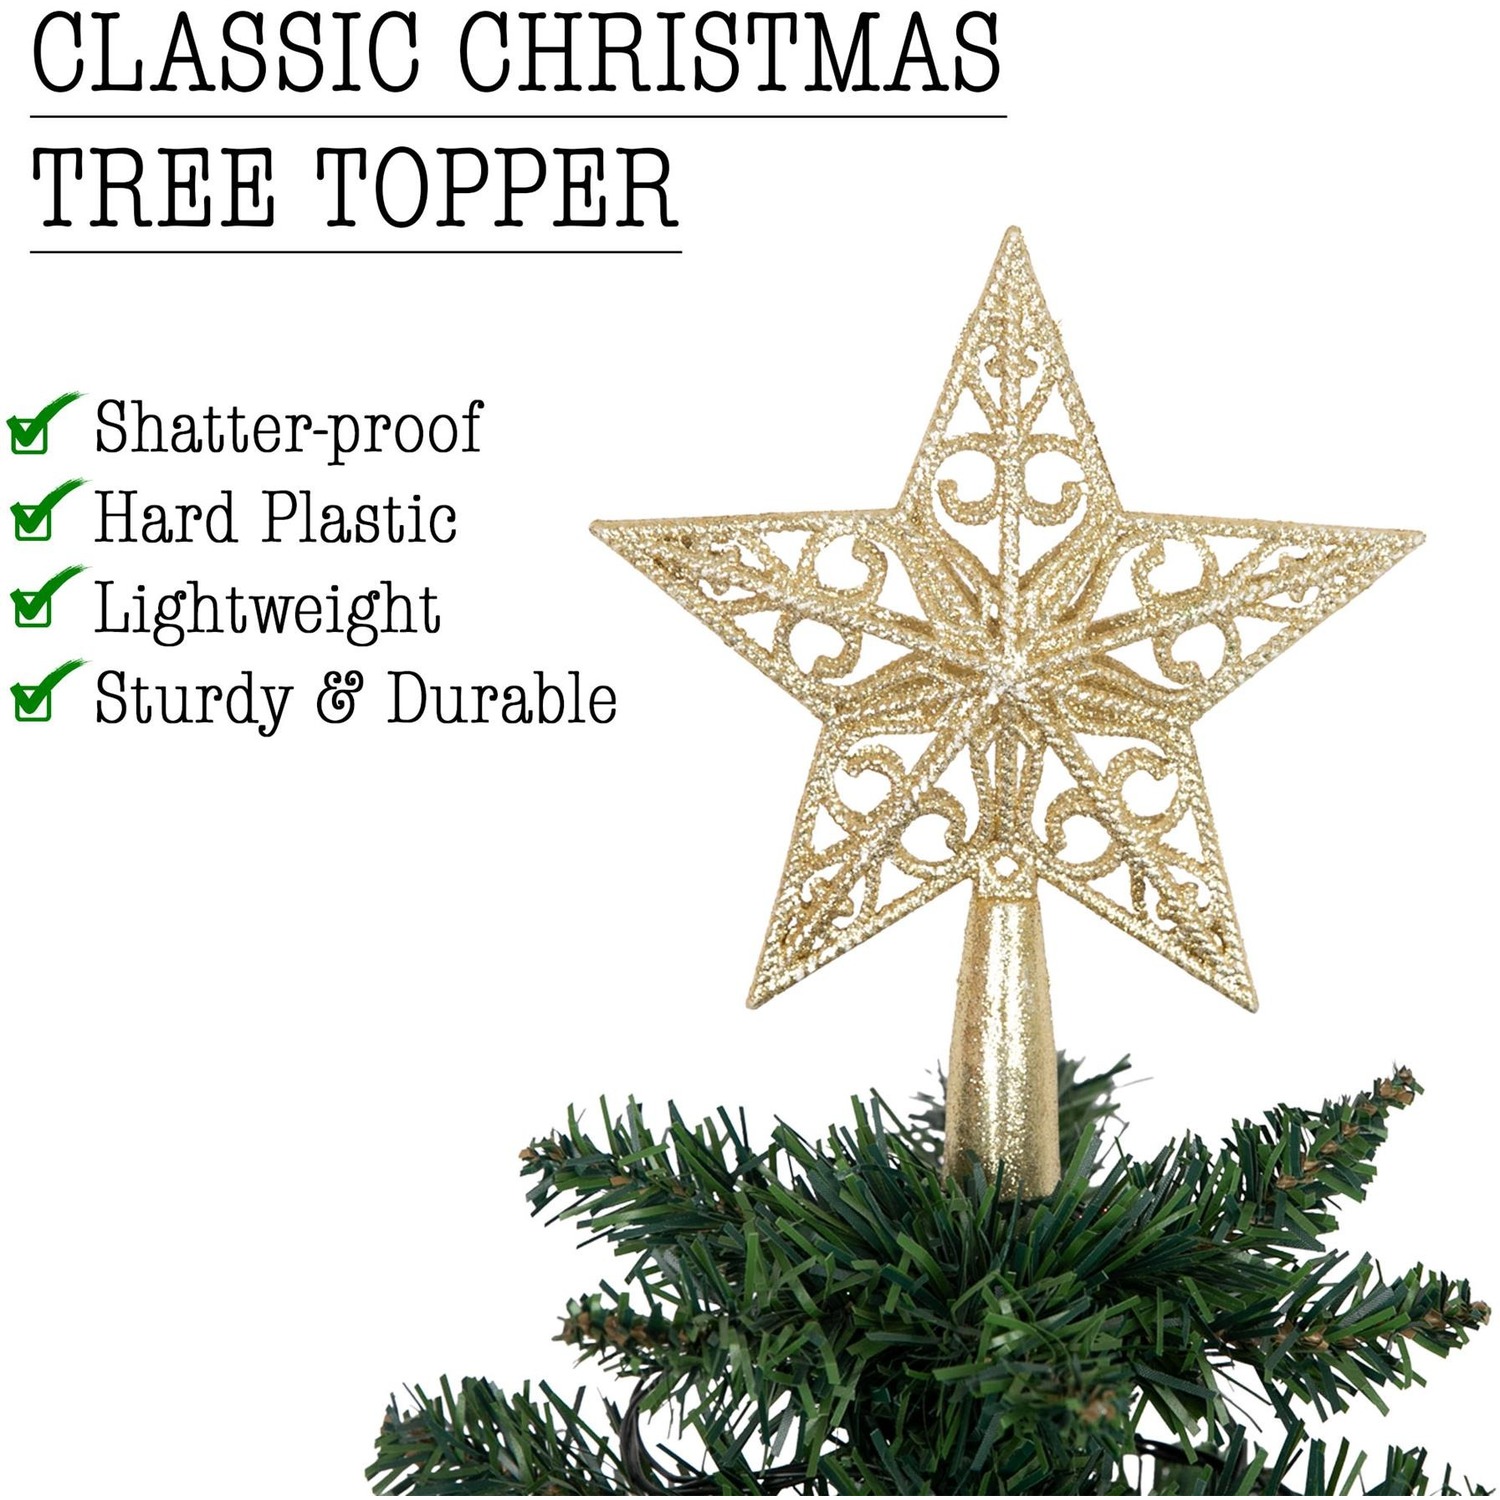 CLASSIC CHRISTMAS
TREE TOPPER
Shatter-proof
Hard Plastic
Lightweight
Sturdy & Durable